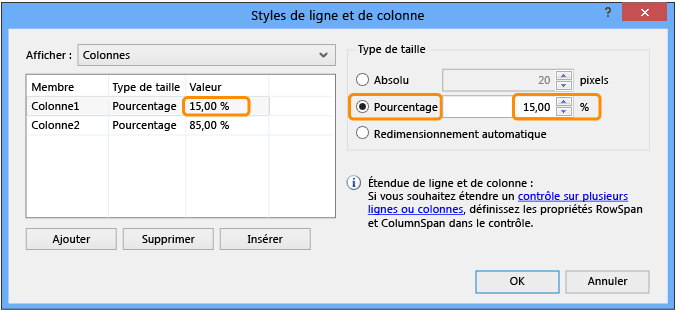 Styles de ligne et de colonne
?
Afficher : Colonnes
Membre Type de taille Valeur
Colonne1 Pourcentage 15,00 %
Colonne2 Pourcentage 85,00 %
Ajouter Supprimer Insérer
Type de taille
Absolu 20 pixels
Pourcentage 15,00 %
Redimensionnement automatique
Étendue de ligne et de colonne :
Si vous souhaitez étendre un contrôle sur plusieurs
lignes ou colonnes, définissez les propriétés RowSpan
et ColumnSpan dans le contrôle.
OK Annuler